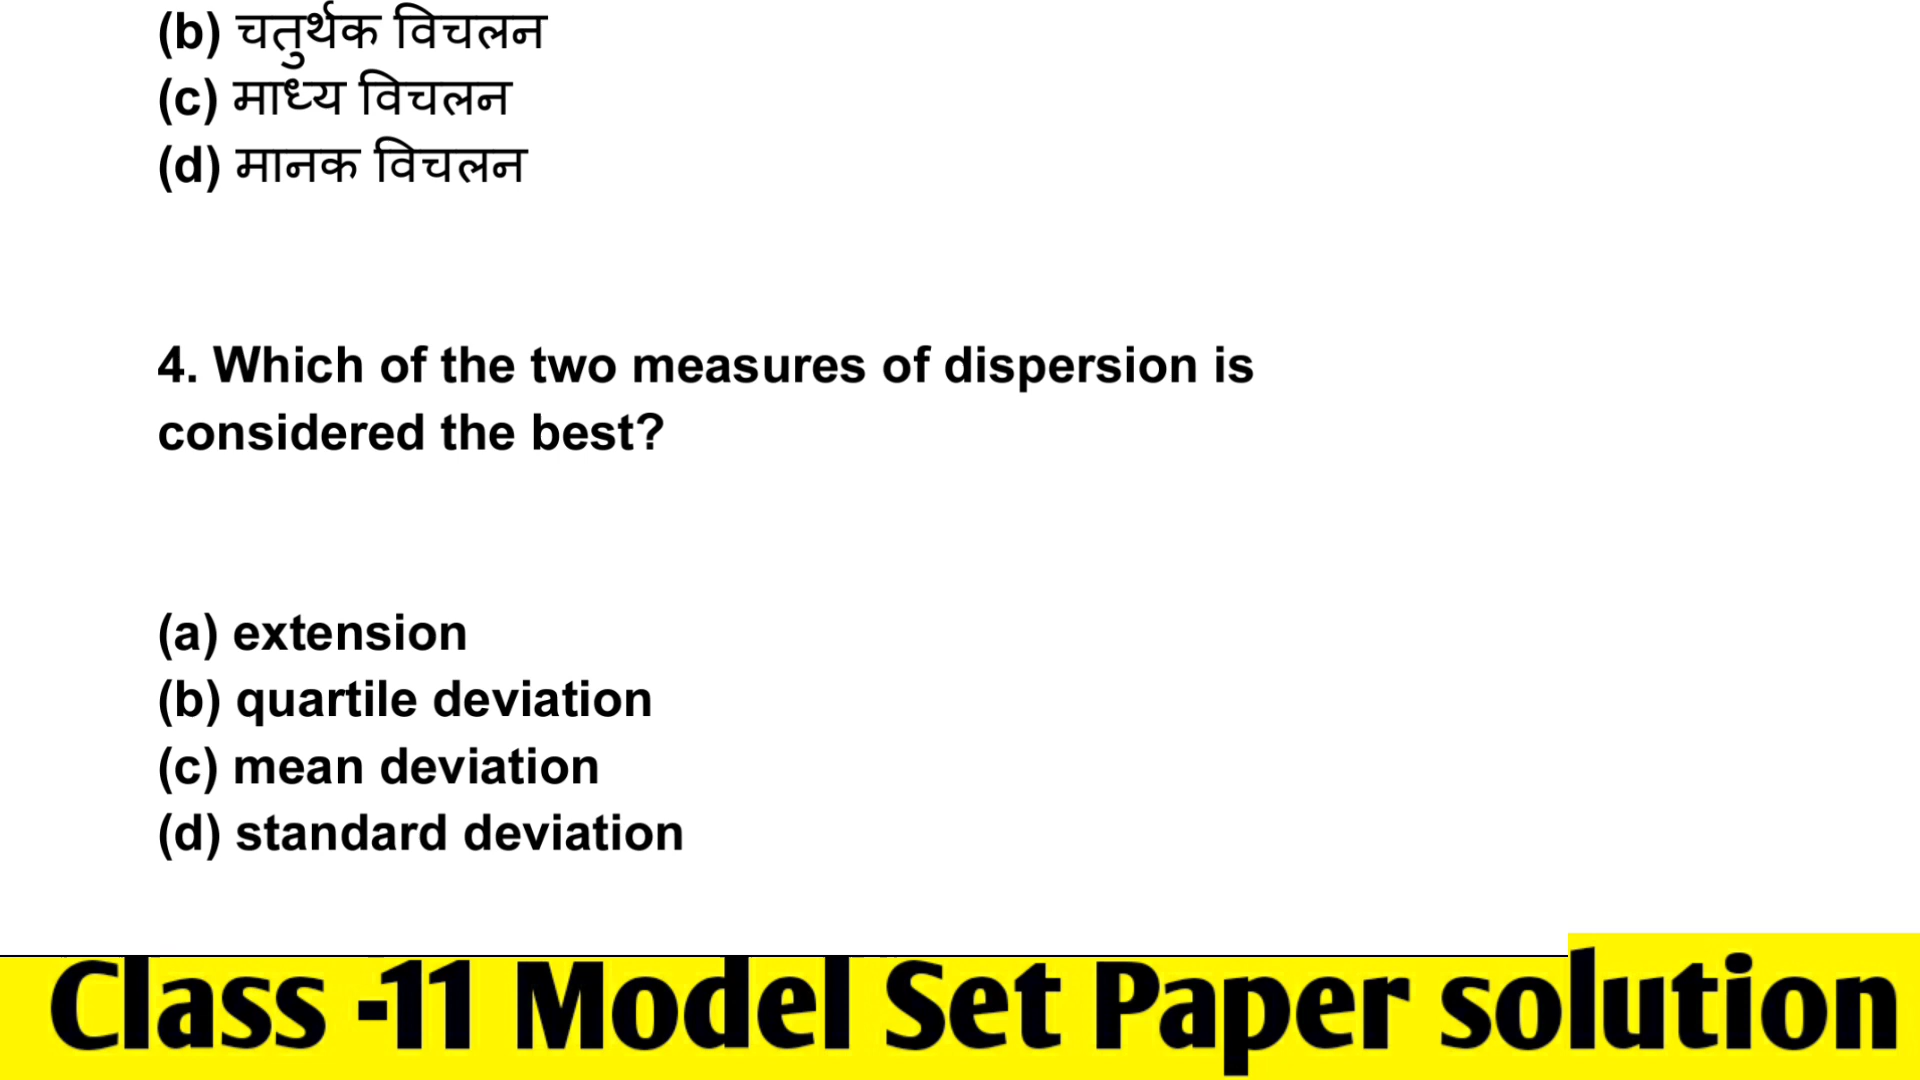 (b) चतुर्थक विचलन
(c) माध्य विचलन
(d) मानक विचलन
4. Which of the two measures of dispersion is
considered the best?
(a) extension
(b) quartile deviation
(c) mean deviation
(d) standard deviation
Class -11 Model Set Paper solution